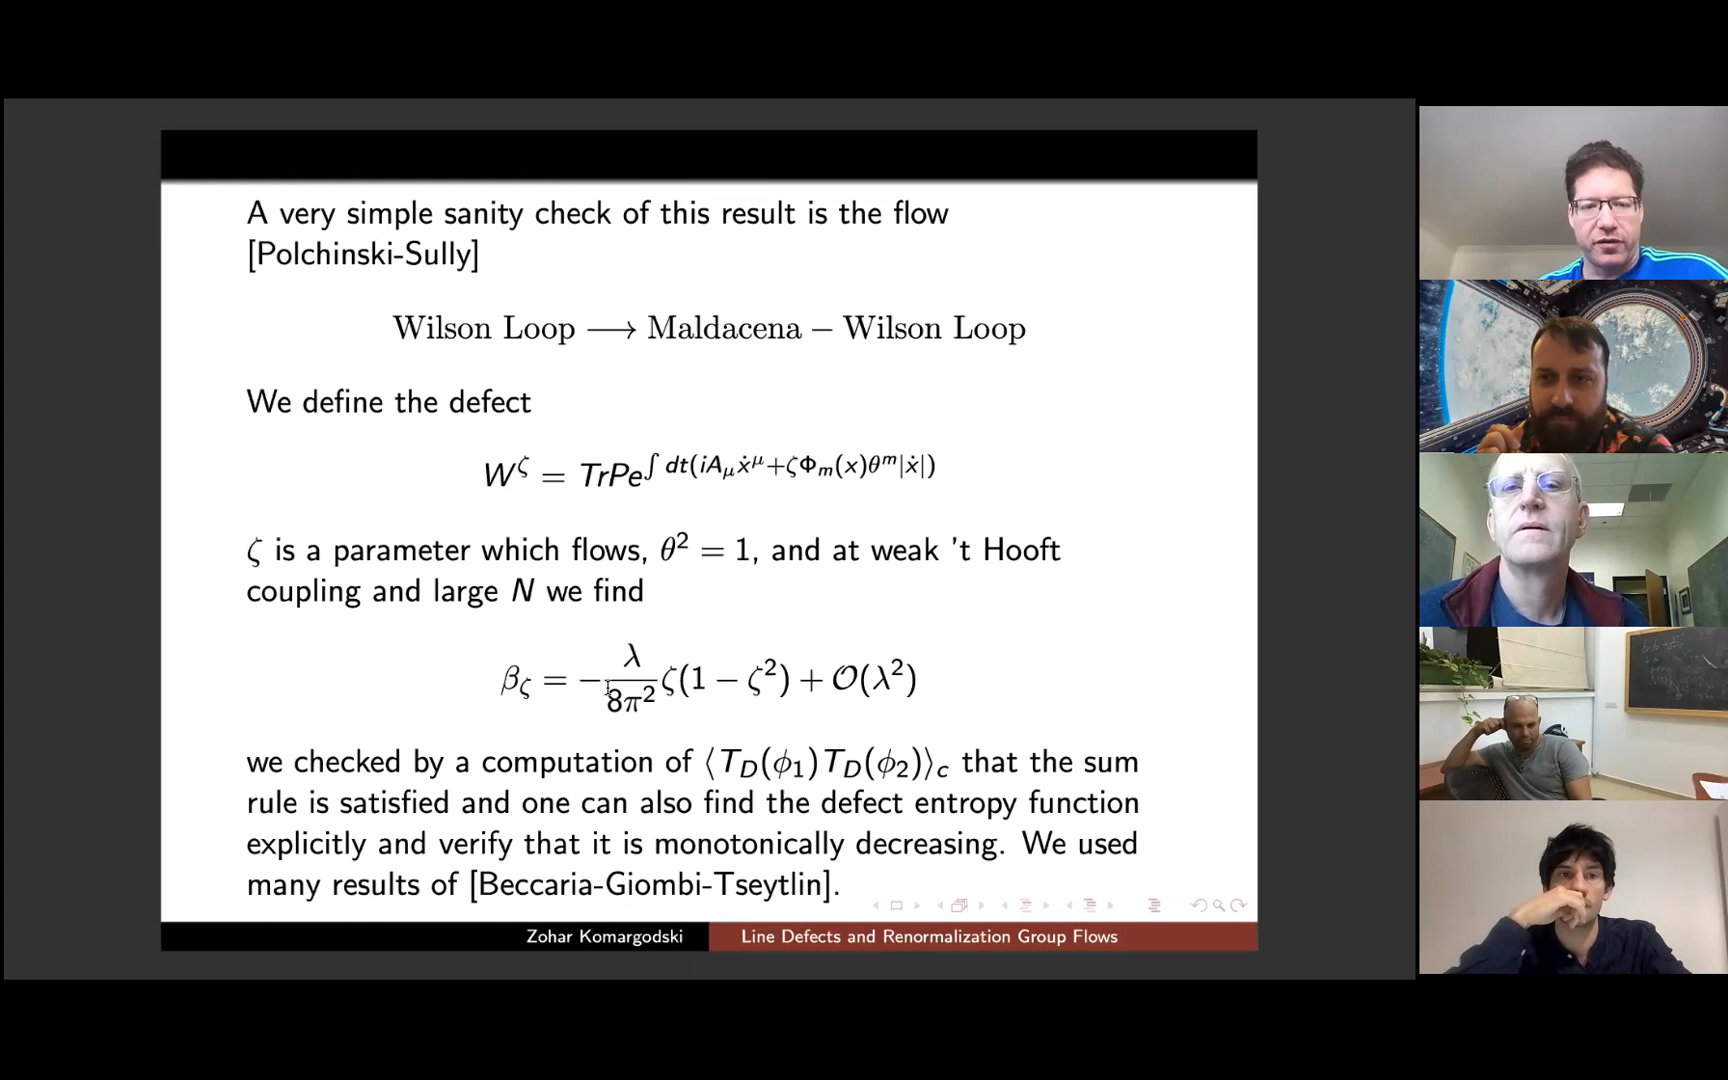 A very simple sanity check of this result is the flow
[Polchinski-Sully]
Wilson Loop ⟶ Maldacena − Wilson Loop
We define the defect
W^ζ = TrPe^{∫ dt(iA_μ ẋ^μ+ζΦ_m(x)θ^m|ẋ|)}
ζ is a parameter which flows, θ² = 1, and at weak 't Hooft
coupling and large N we find
β_ζ = −\frac{λ}{8π²}ζ(1 − ζ²) + 𝒪(λ²)
we checked by a computation of ⟨T_D(ϕ₁)T_D(ϕ₂)⟩_c that the sum
rule is satisfied and one can also find the defect entropy function
explicitly and verify that it is monotonically decreasing. We used
many results of [Beccaria-Giombi-Tseytlin].
Zohar Komargodski Line Defects and Renormalization Group Flows